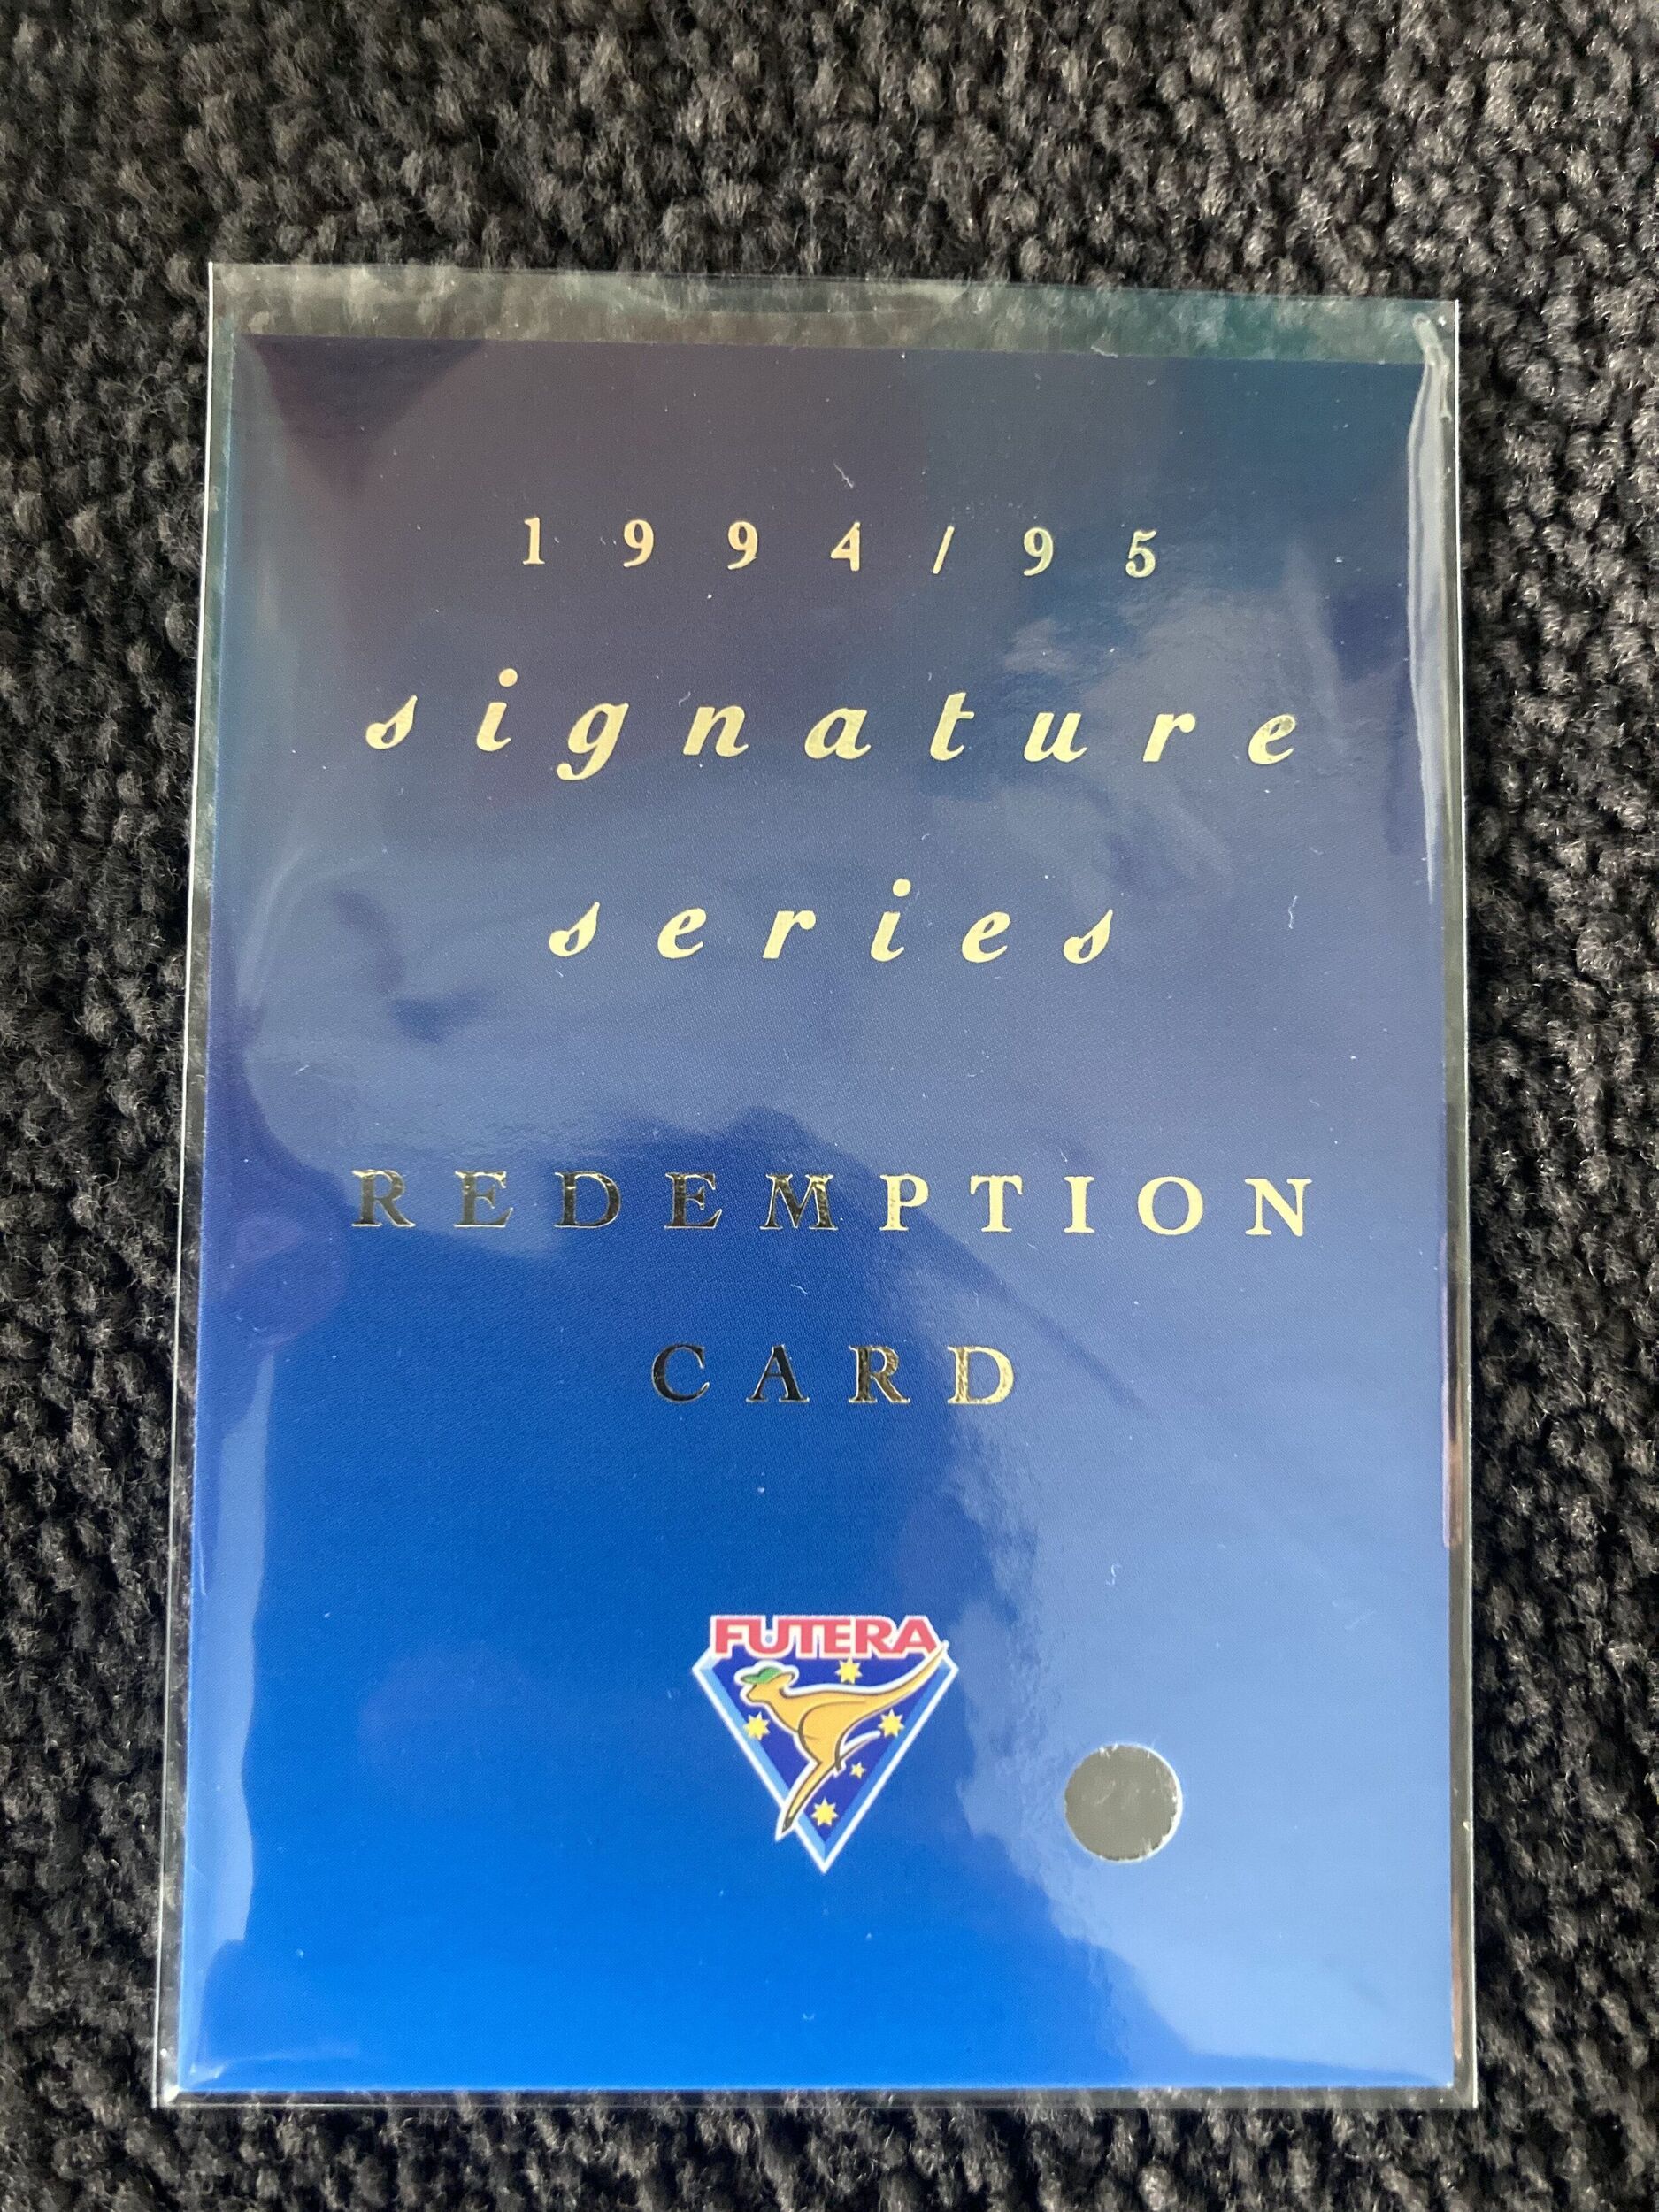 1994/95
signature
series
REDEMPTION
CARD
FUTERA